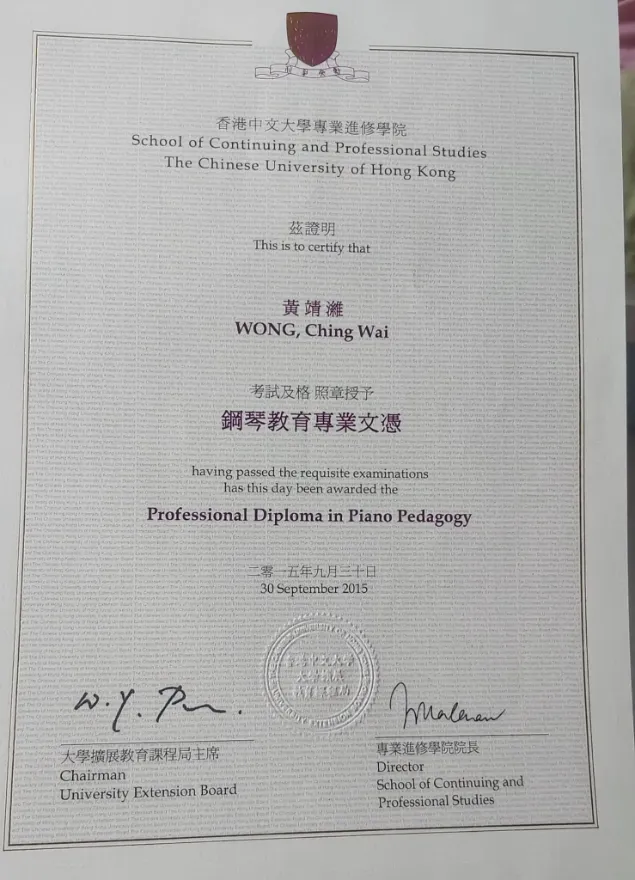 香港中文大學專業進修學院
School of Continuing and Professional Studies
The Chinese University of Hong Kong
茲證明
This is to certify that
黃靖濰
WONG, Ching Wai
考試及格 照章授予
鋼琴教育專業文憑
having passed the requisite examinations
has this day been awarded the
Professional Diploma in Piano Pedagogy
二零一五年九月三十日
30 September 2015
W. Y.
大學擴展教育課程局主席
Chairman
University Extension Board
專業進修學院院長
Director
School of Continuing and
Professional Studies